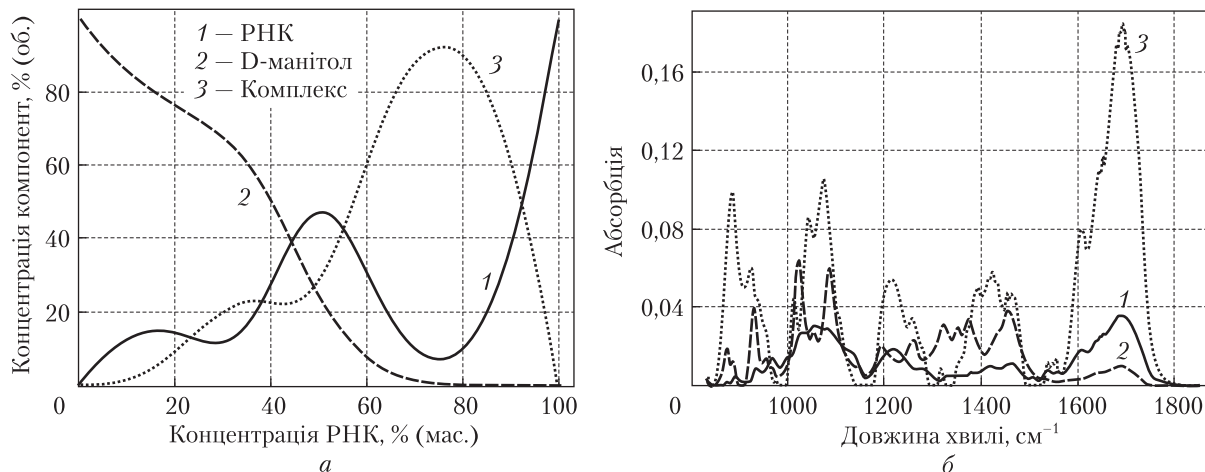 Концентрація компонент, % (об.)
80
60
40
20
0
20
40
60
80
100
1 – РНК
2 – D-манітол
3 – Комплекс
3
2
1
Концентрація РНК, % (мас.)
а
Абсорбція
0,16
0,12
0,08
0,04
0
1000
1200
1400
1600
1800
3
1
2
Довжина хвилі, см⁻¹
б